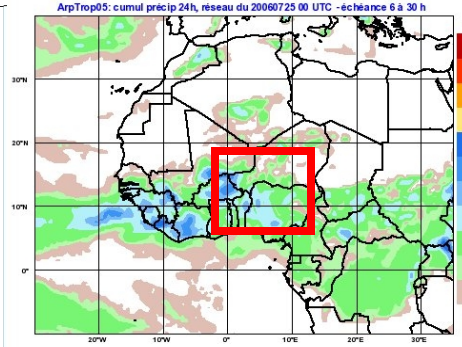 ArpTrop05: cumul précip 24h, réseau du 20060725 00 UTC - échéance 6 à 30 h
30°N
20°N
10°N
0°
20°W
10°W
0°
10°E
20°E
30°E